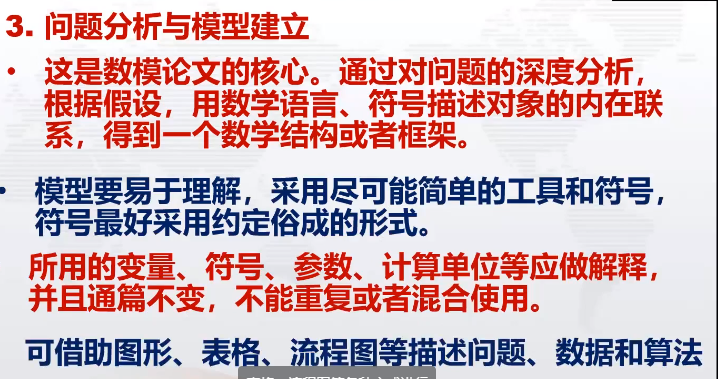 3. 问题分析与模型建立
• 这是数模论文的核心。通过对问题的深度分析，
根据假设，用数学语言、符号描述对象的内在联
系，得到一个数学结构或者框架。
• 模型要易于理解，采用尽可能简单的工具和符号，
符号最好采用约定俗成的形式。
所用的变量、符号、参数、计算单位等应做解释，
并且通篇不变，不能重复或者混合使用。
可借助图形、表格、流程图等描述问题、数据和算法